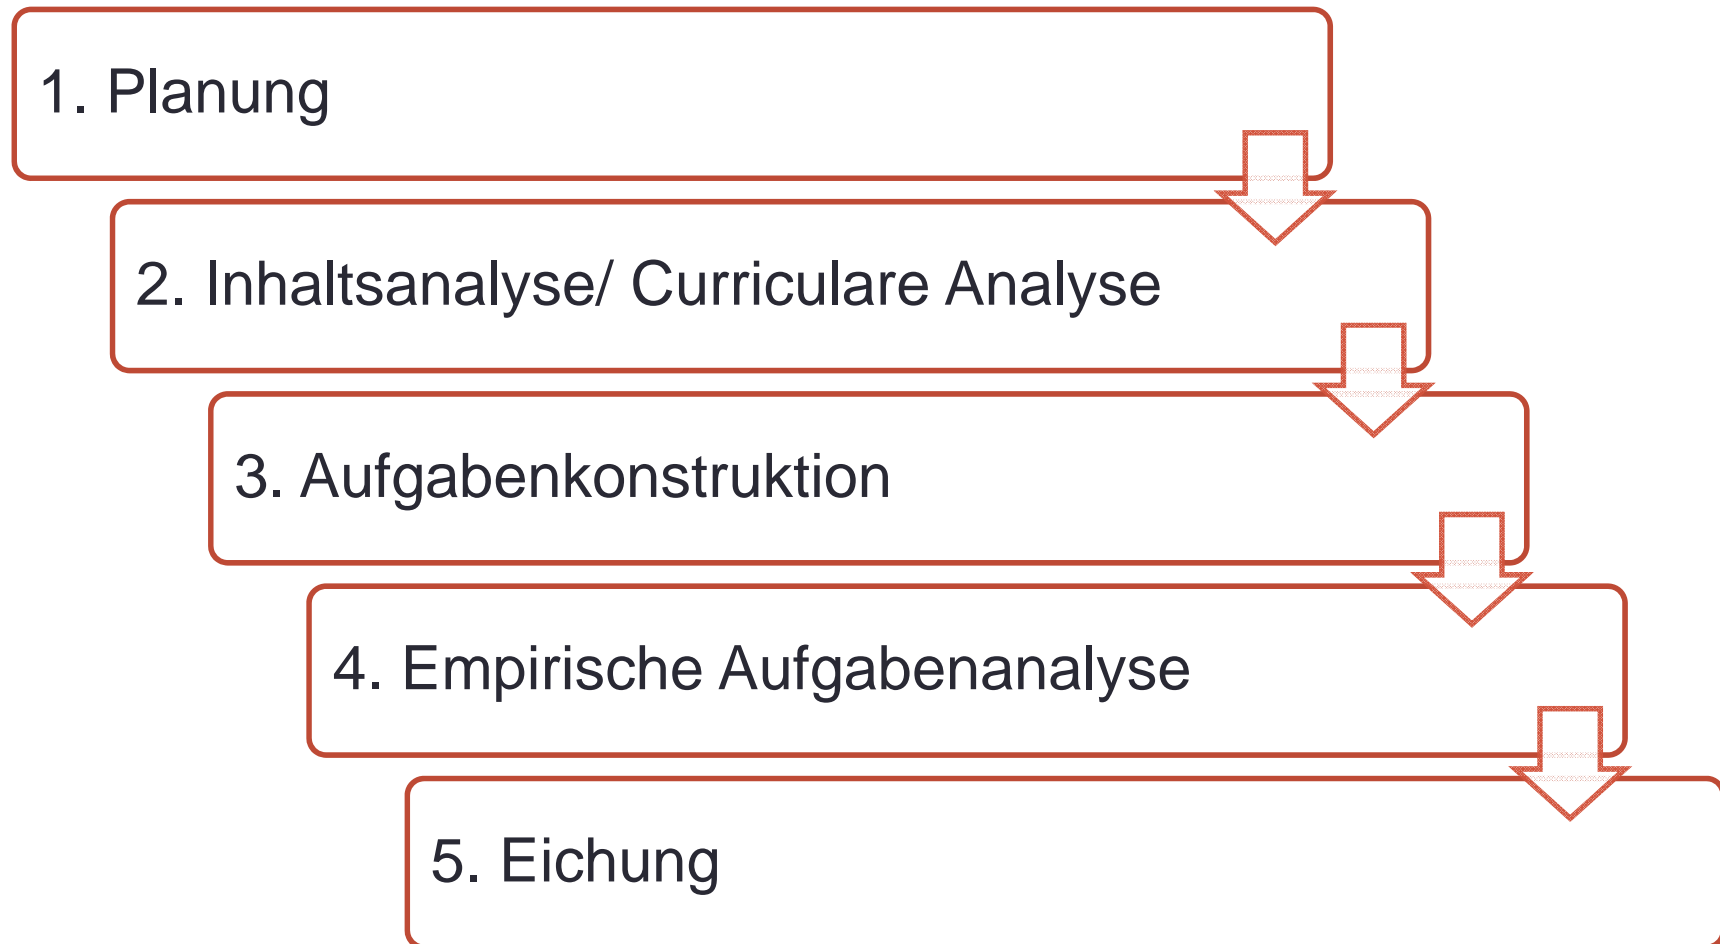 1. Planung
2. Inhaltsanalyse/ Curriculare Analyse
3. Aufgabenkonstruktion
4. Empirische Aufgabenanalyse
5. Eichung